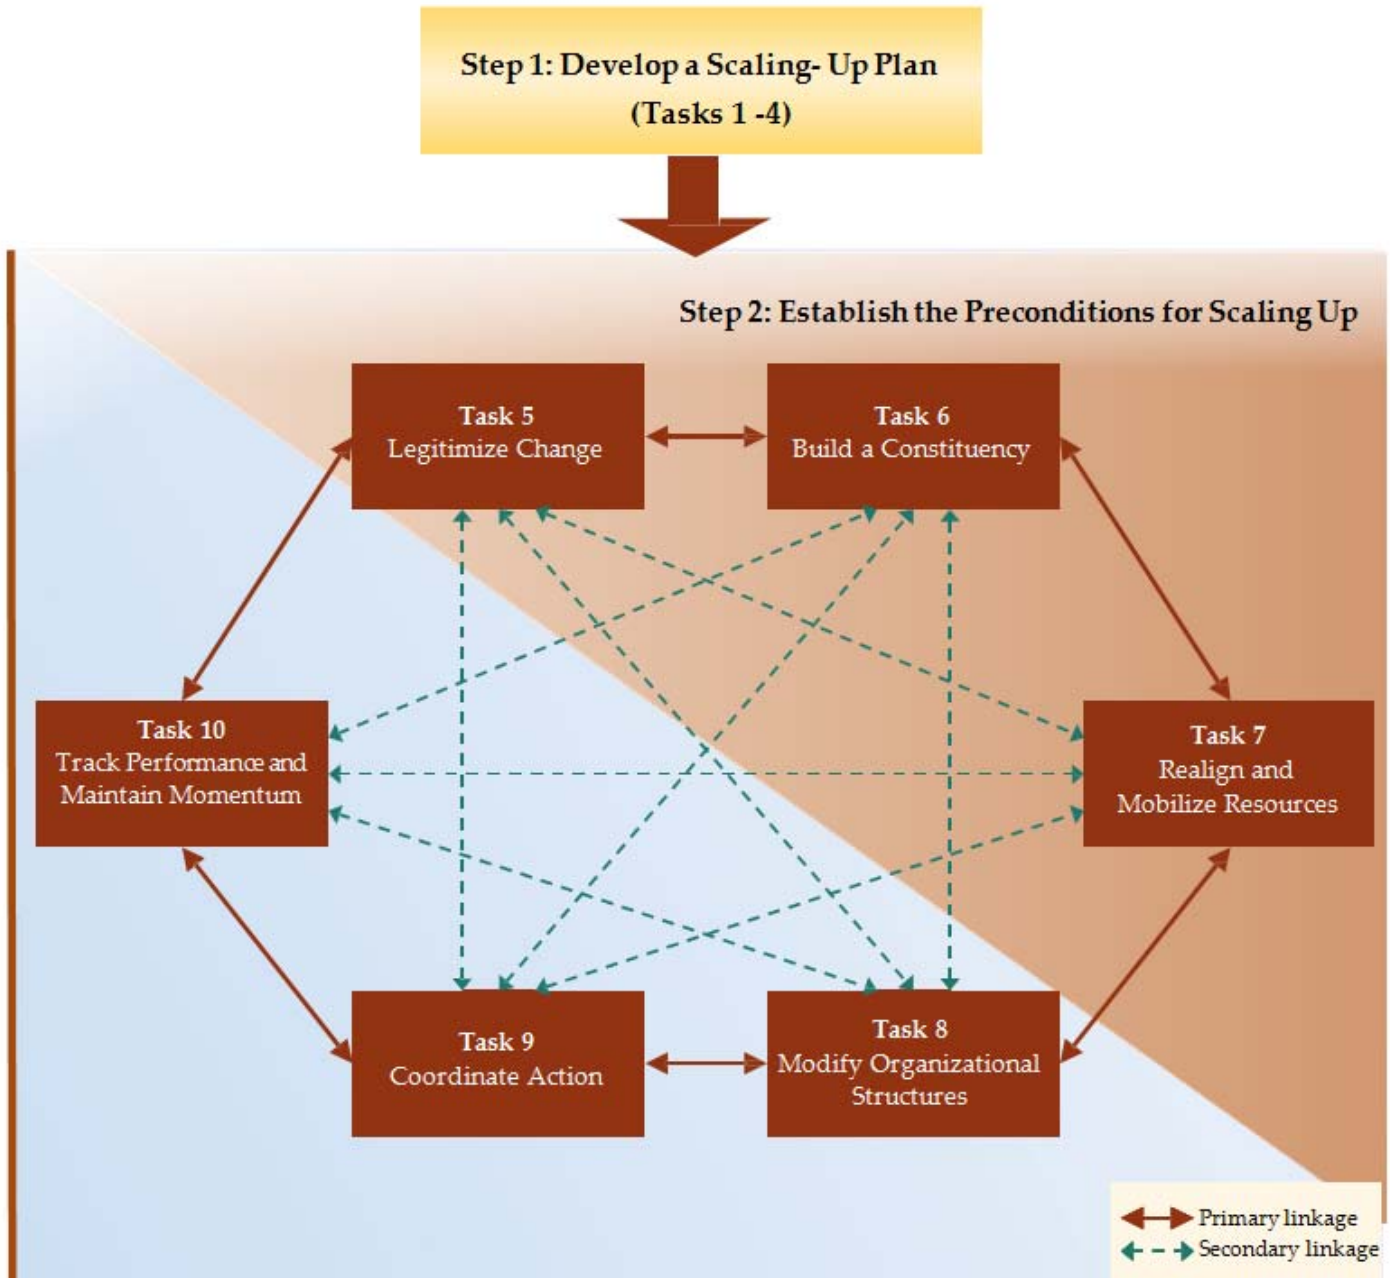 Step 1: Develop a Scaling- Up Plan
(Tasks 1 -4)
Step 2: Establish the Preconditions for Scaling Up
Task 5
Legitimize Change
Task 6
Build a Constituency
Task 10
Track Performance and
Maintain Momentum
Task 7
Realign and
Mobilize Resources
Task 9
Coordinate Action
Task 8
Modify Organizational
Structures
Primary linkage
Secondary linkage